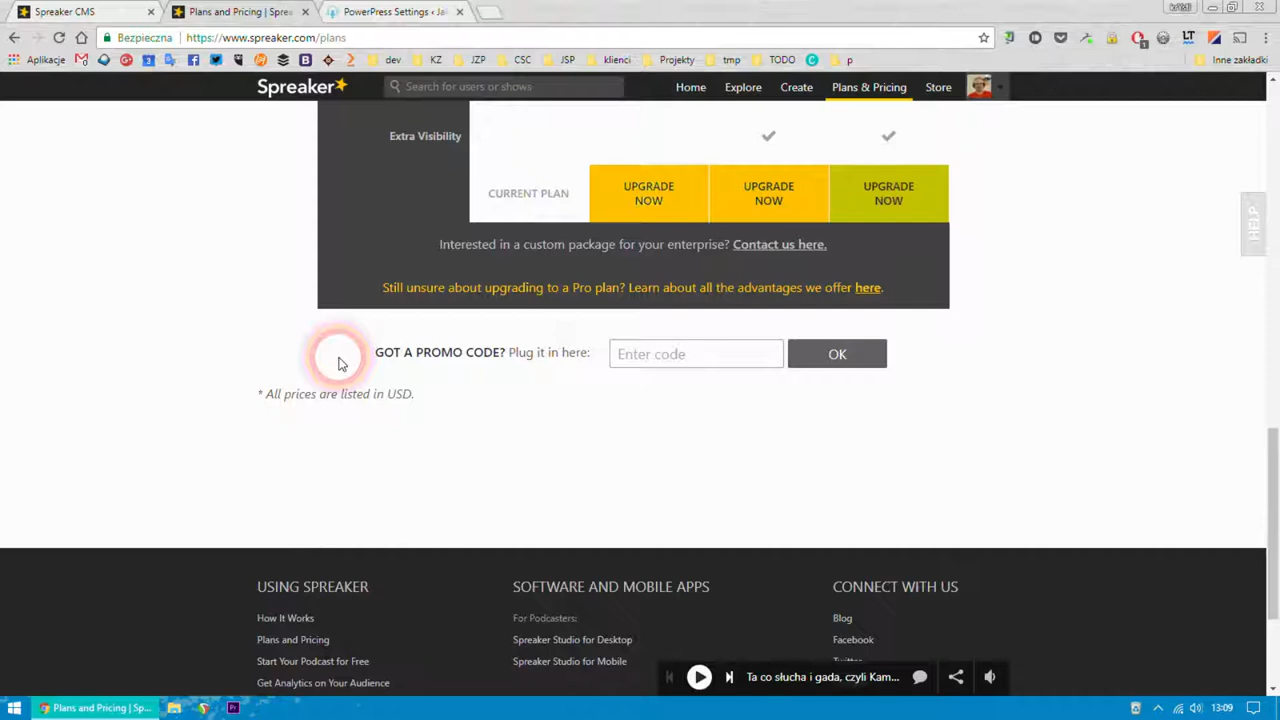 Spreaker CMS
Plans and Pricing | Sprea
PowerPress Settings ‹ Ja
Bezpieczna
https://www.spreaker.com/plans
Aplikacje
dev
KZ
JZP
CSC
JSP
klienci
Projekty
tmp
TODO
p
Inne zakładki
Spreaker
Search for users or shows
Home
Explore
Create
Plans & Pricing
Store
Extra Visibility
CURRENT PLAN
UPGRADE NOW
UPGRADE NOW
UPGRADE NOW
HELP
Interested in a custom package for your enterprise? Contact us here.
Still unsure about upgrading to a Pro plan? Learn about all the advantages we offer here.
GOT A PROMO CODE? Plug it in here:
Enter code
OK
* All prices are listed in USD.
USING SPREAKER
How It Works
Plans and Pricing
Start Your Podcast for Free
Get Analytics on Your Audience
SOFTWARE AND MOBILE APPS
For Podcasters:
Spreaker Studio for Desktop
Spreaker Studio for Mobile
CONNECT WITH US
Blog
Facebook
Twitter
Ta co słucha i gada, czyli Kam...
Plans and Pricing | Sp...
13:09